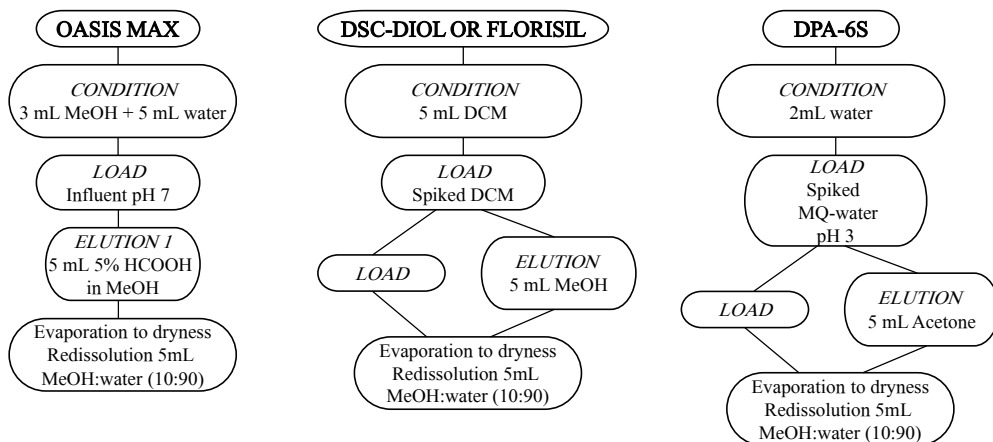 OASIS MAX
CONDITION
3 mL MeOH + 5 mL water
LOAD
Influent pH 7
ELUTION 1
5 mL 5% HCOOH
in MeOH
Evaporation to dryness
Redissolution 5mL
MeOH:water (10:90)
DSC-DIOL OR FLORISIL
CONDITION
5 mL DCM
LOAD
Spiked DCM
LOAD
ELUTION
5 mL MeOH
Evaporation to dryness
Redissolution 5mL
MeOH:water (10:90)
DPA-6S
CONDITION
2mL water
LOAD
Spiked
MQ-water
pH 3
LOAD
ELUTION
5 mL Acetone
Evaporation to dryness
Redissolution 5mL
MeOH:water (10:90)